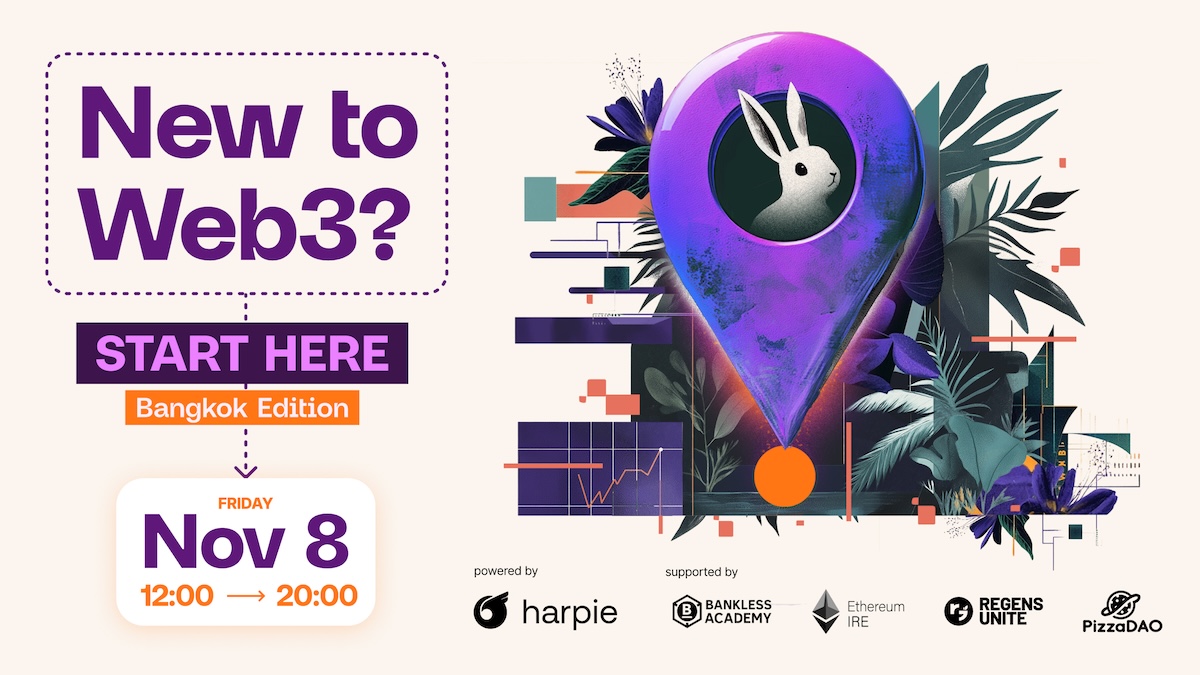 New to
Web3?
START HERE
Bangkok Edition
FRIDAY
Nov 8
12:00 → 20:00
powered by
harpie
supported by
BANKLESS
ACADEMY
Ethereum
IRE
REGENS
UNITE
PizzaDAO